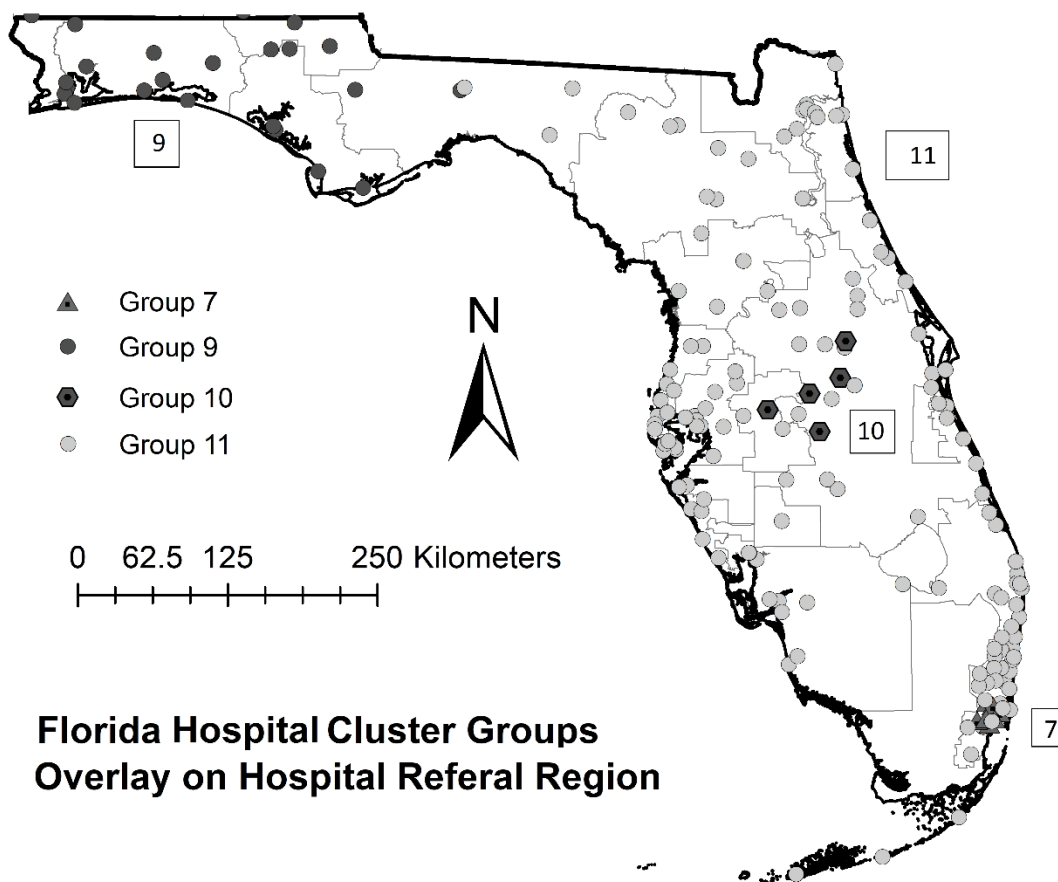 9
11
Group 7
Group 9
Group 10
Group 11
N
10
0 62.5 125 250 Kilometers
7
Florida Hospital Cluster Groups
Overlay on Hospital Referal Region